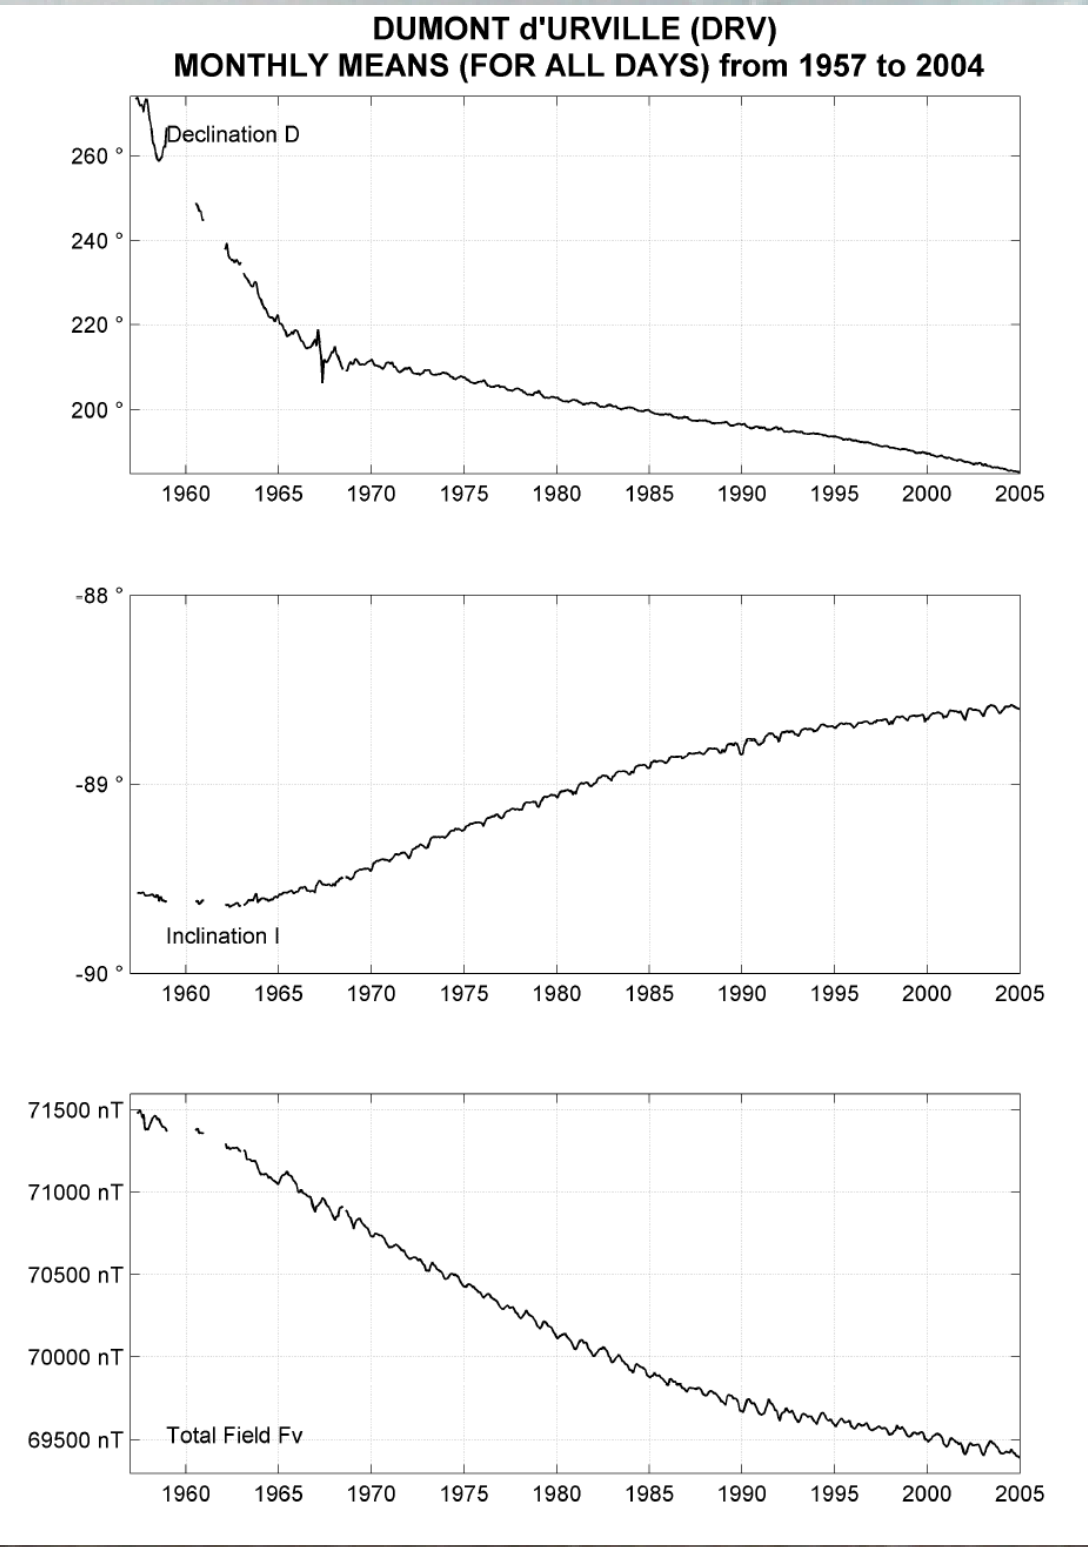 DUMONT d'URVILLE (DRV)
MONTHLY MEANS (FOR ALL DAYS) from 1957 to 2004
Declination D
260 °
240 °
220 °
200 °
1960 1965 1970 1975 1980 1985 1990 1995 2000 2005
-88 °
-89 °
Inclination I
-90 °
1960 1965 1970 1975 1980 1985 1990 1995 2000 2005
71500 nT
71000 nT
70500 nT
70000 nT
69500 nT
Total Field Fv
1960 1965 1970 1975 1980 1985 1990 1995 2000 2005